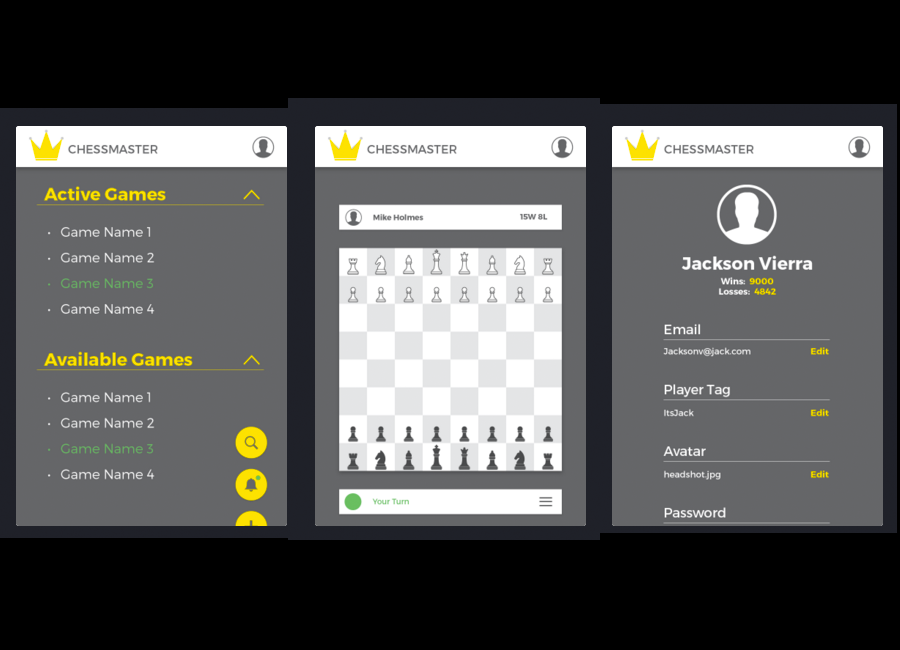 CHESSMASTER
Active Games
Game Name 1
Game Name 2
Game Name 3
Game Name 4
Available Games
Game Name 1
Game Name 2
Game Name 3
Game Name 4
CHESSMASTER
Mike Holmes 15W 8L
Your Turn
CHESSMASTER
Jackson Vierra
Wins: 9000
Losses: 4842
Email
Jacksonv@jack.com Edit
Player Tag
ItsJack Edit
Avatar
headshot.jpg Edit
Password